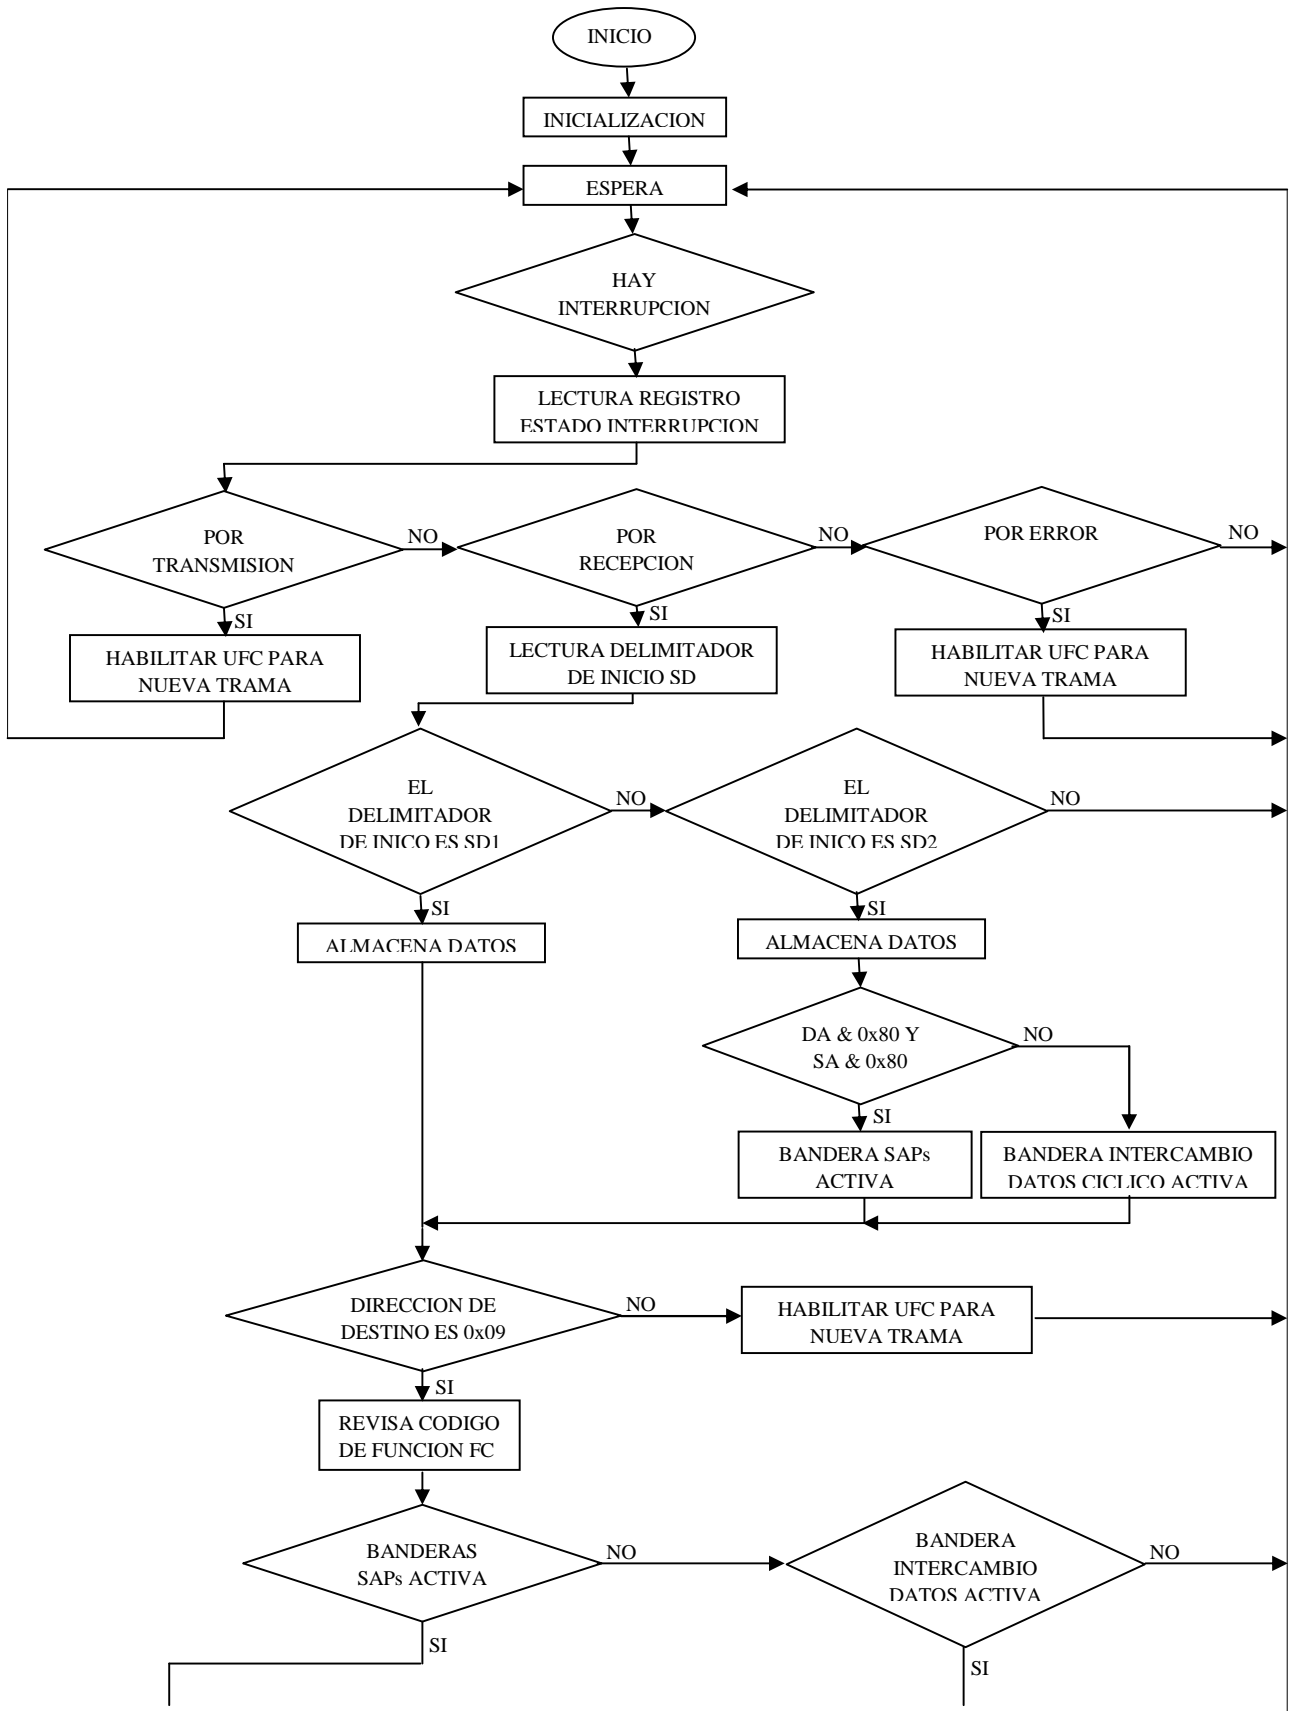 INICIO
INICIALIZACION
ESPERA
HAY
INTERRUPCION
LECTURA REGISTRO
ESTADO INTERRUPCION
POR
TRANSMISION
NO
POR
RECEPCION
NO
POR ERROR
NO
SI
SI
SI
HABILITAR UFC PARA
NUEVA TRAMA
LECTURA DELIMITADOR
DE INICIO SD
HABILITAR UFC PARA
NUEVA TRAMA
EL
DELIMITADOR
DE INICO ES SD1
NO
EL
DELIMITADOR
DE INICO ES SD2
NO
SI
SI
ALMACENA DATOS
ALMACENA DATOS
DA & 0x80 Y
SA & 0x80
NO
SI
BANDERA SAPs
ACTIVA
BANDERA INTERCAMBIO
DATOS CICLICO ACTIVA
DIRECCION DE
DESTINO ES 0x09
NO
HABILITAR UFC PARA
NUEVA TRAMA
SI
REVISA CODIGO
DE FUNCION FC
BANDERAS
SAPs ACTIVA
NO
BANDERA
INTERCAMBIO
DATOS ACTIVA
NO
SI
SI